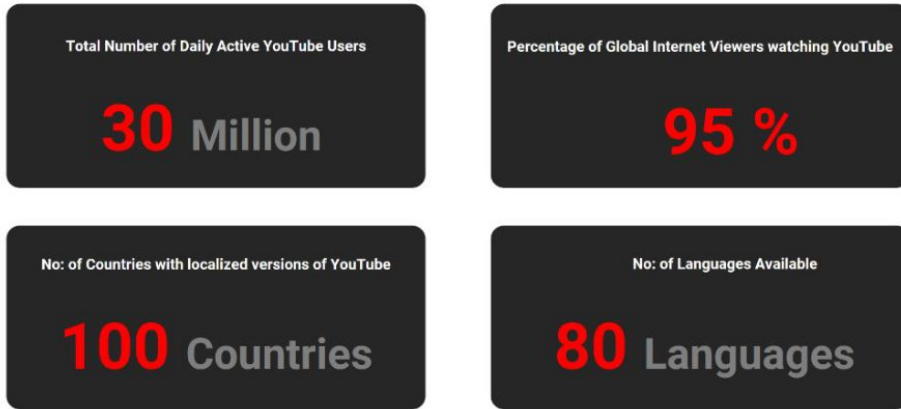 Total Number of Daily Active YouTube Users
30 Million
Percentage of Global Internet Viewers watching YouTube
95 %
No: of Countries with localized versions of YouTube
100 Countries
No: of Languages Available
80 Languages